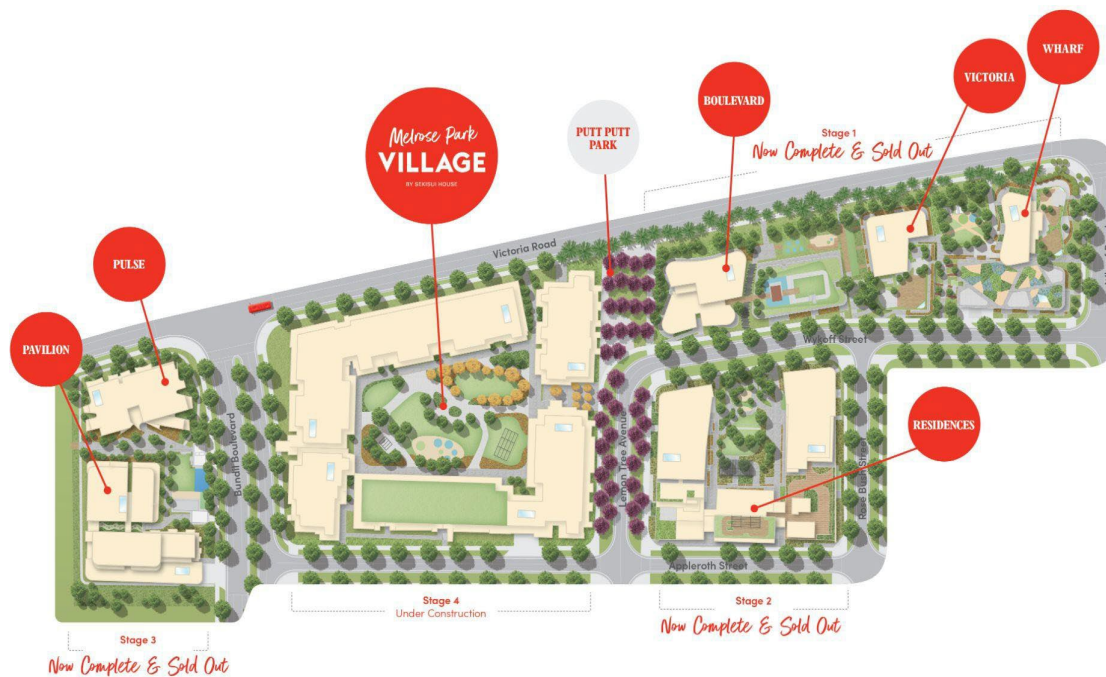 WHARF
VICTORIA
BOULEVARD
Melrose Park
VILLAGE
BY SEKISUI HOUSE
PUTT PUTT
PARK
Stage 1
Now Complete & Sold Out
Victoria Road
PULSE
PAVILION
Wykoff Street
RESIDENCES
Bundil Boulevard
Lemon Tree Avenue
Rose Bush Street
Appleroth Street
Stage 4
Under Construction
Stage 2
Now Complete & Sold Out
Stage 3
Now Complete & Sold Out